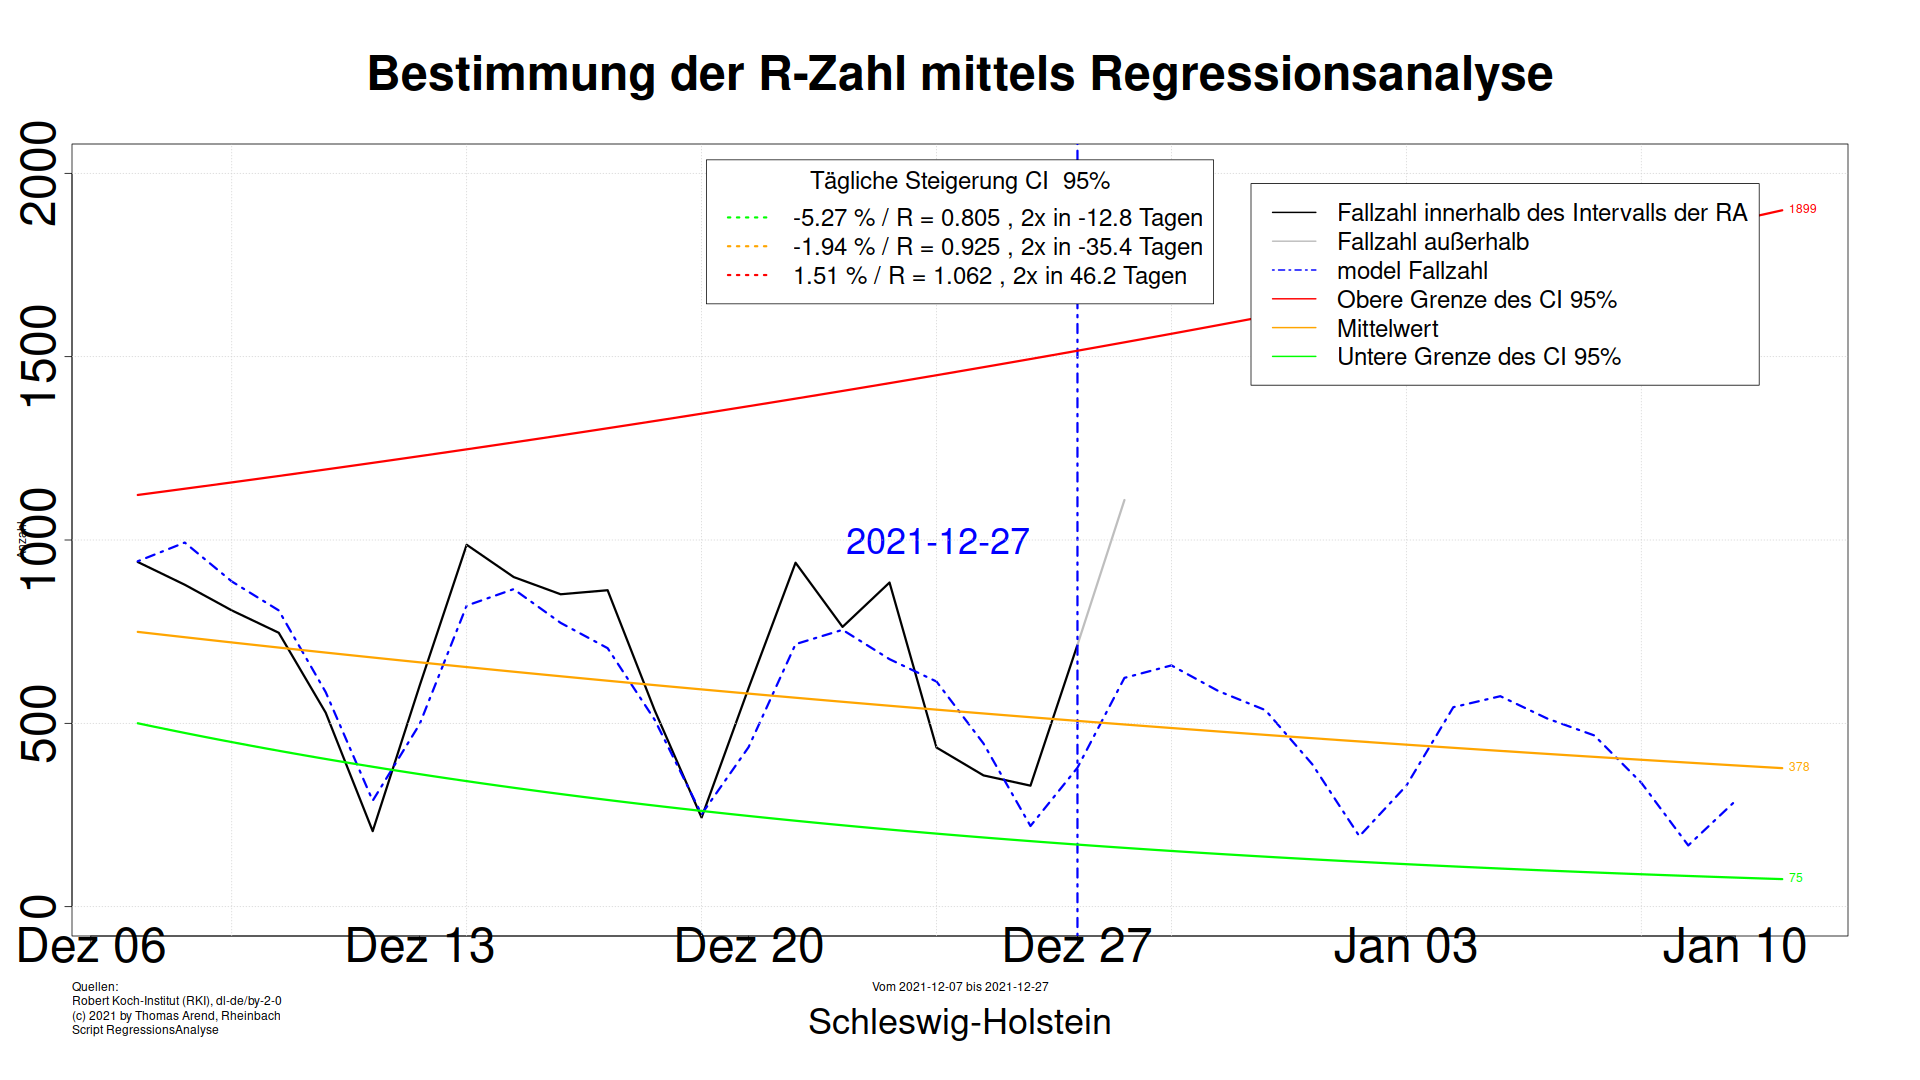 Bestimmung der R-Zahl mittels Regressionsanalyse
Anzahl
2000
1500
1000
500
0
Tägliche Steigerung CI  95%
-5.27 % / R = 0.805 , 2x in -12.8 Tagen
-1.94 % / R = 0.925 , 2x in -35.4 Tagen
1.51 % / R = 1.062 , 2x in 46.2 Tagen
Fallzahl innerhalb des Intervalls der RA
Fallzahl außerhalb
model Fallzahl
Obere Grenze des CI 95%
Mittelwert
Untere Grenze des CI 95%
1899
2021-12-27
378
75
Dez 06 Dez 13 Dez 20 Dez 27 Jan 03 Jan 10
Quellen:
Robert Koch-Institut (RKI), dl-de/by-2-0
(c) 2021 by Thomas Arend, Rheinbach
Script RegressionsAnalyse
Vom 2021-12-07 bis 2021-12-27
Schleswig-Holstein